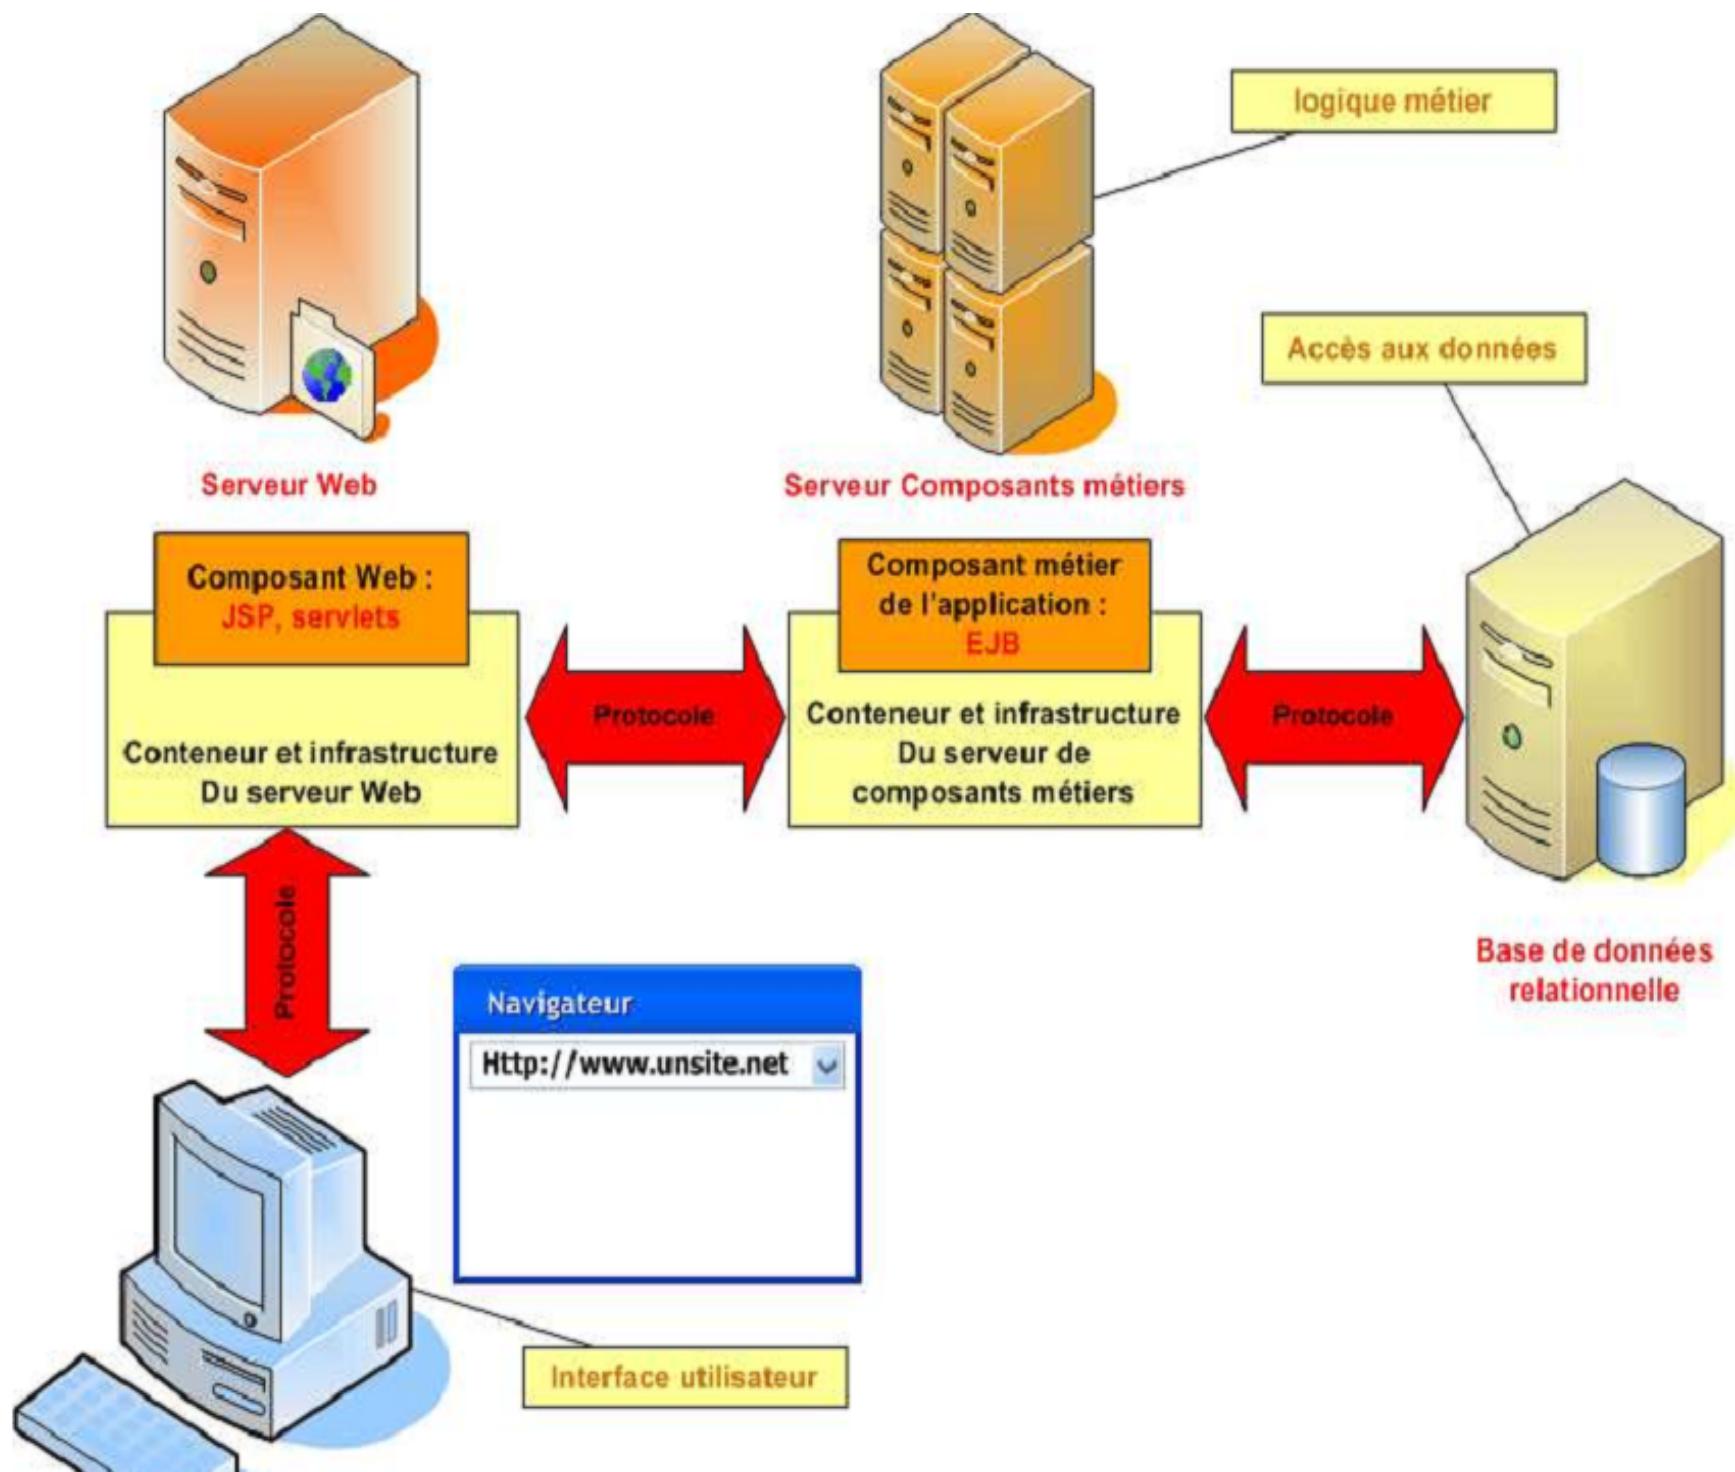 logique métier
Accès aux données
Serveur Web
Serveur Composants métiers
Composant Web :
JSP, servlets
Conteneur et infrastructure
Du serveur Web
Protocole
Composant métier
de l'application :
EJB
Conteneur et infrastructure
Du serveur de
composants métiers
Protocole
Base de données
relationnelle
Protocole
Navigateur
Http://www.unsite.net
Interface utilisateur